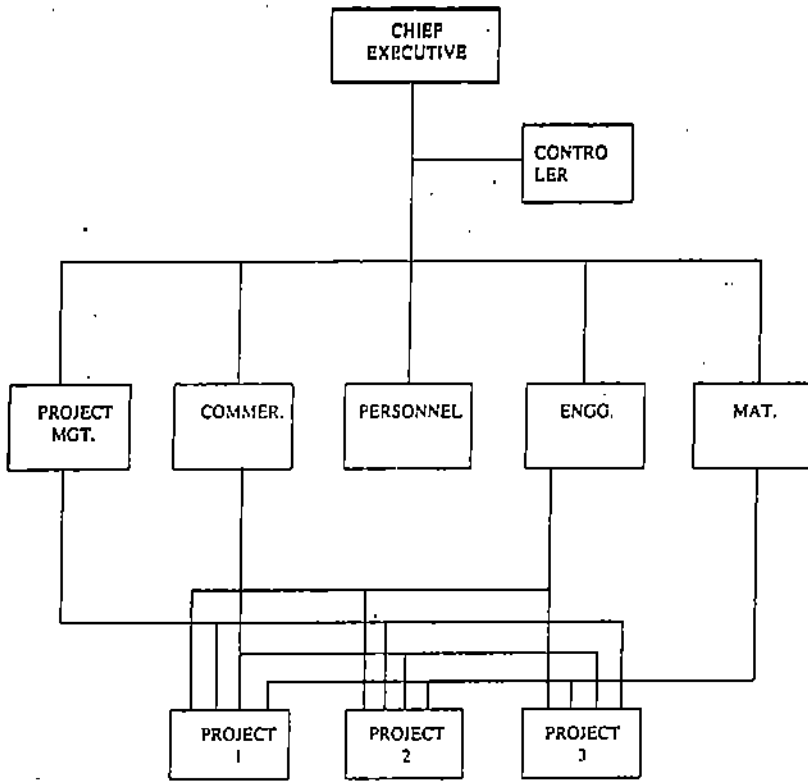 CHIEF
EXECUTIVE
CONTRO
LER
PROJECT
MGT.
COMMER.
PERSONNEL
ENGG.
MAT.
PROJECT
1
PROJECT
2
PROJECT
3